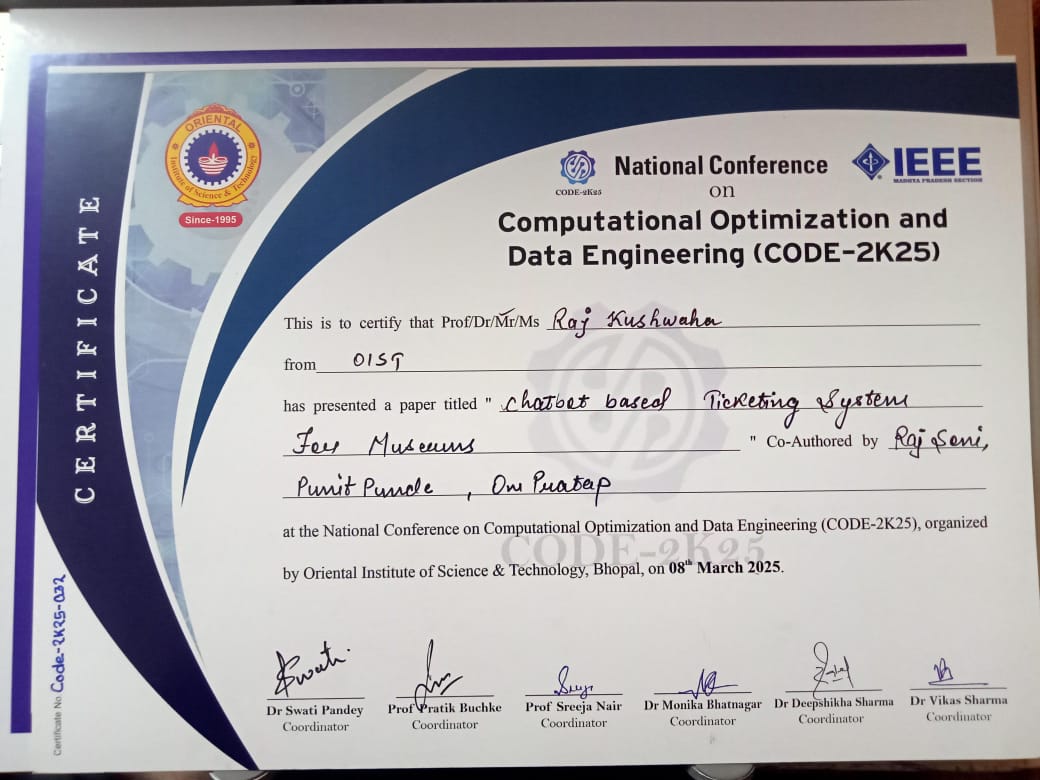 CERTIFICATE
ORIENTAL
Institute of Science & Technology
Since-1995
CODE-2K25
National Conference
IEEE
MADHYA PRADESH SECTION
on
Computational Optimization and
Data Engineering (CODE-2K25)
This is to certify that Prof/Dr/Mr/Ms Raj Kushwaha
from OIST
has presented a paper titled " Chatbot based Ticketing System
For Museums " Co-Authored by Raj Soni,
Punit Punde , Om Pratap
at the National Conference on Computational Optimization and Data Engineering (CODE-2K25), organized
CODE-2K25
by Oriental Institute of Science & Technology, Bhopal, on 08th March 2025.
Certificate No. Code-2K25-032
Swati
Dr Swati Pandey
Coordinator
Prof Pratik Buchke
Coordinator
Prof Sreeja Nair
Coordinator
Dr Monika Bhatnagar
Coordinator
Dr Deepshikha Sharma
Coordinator
Dr Vikas Sharma
Coordinator